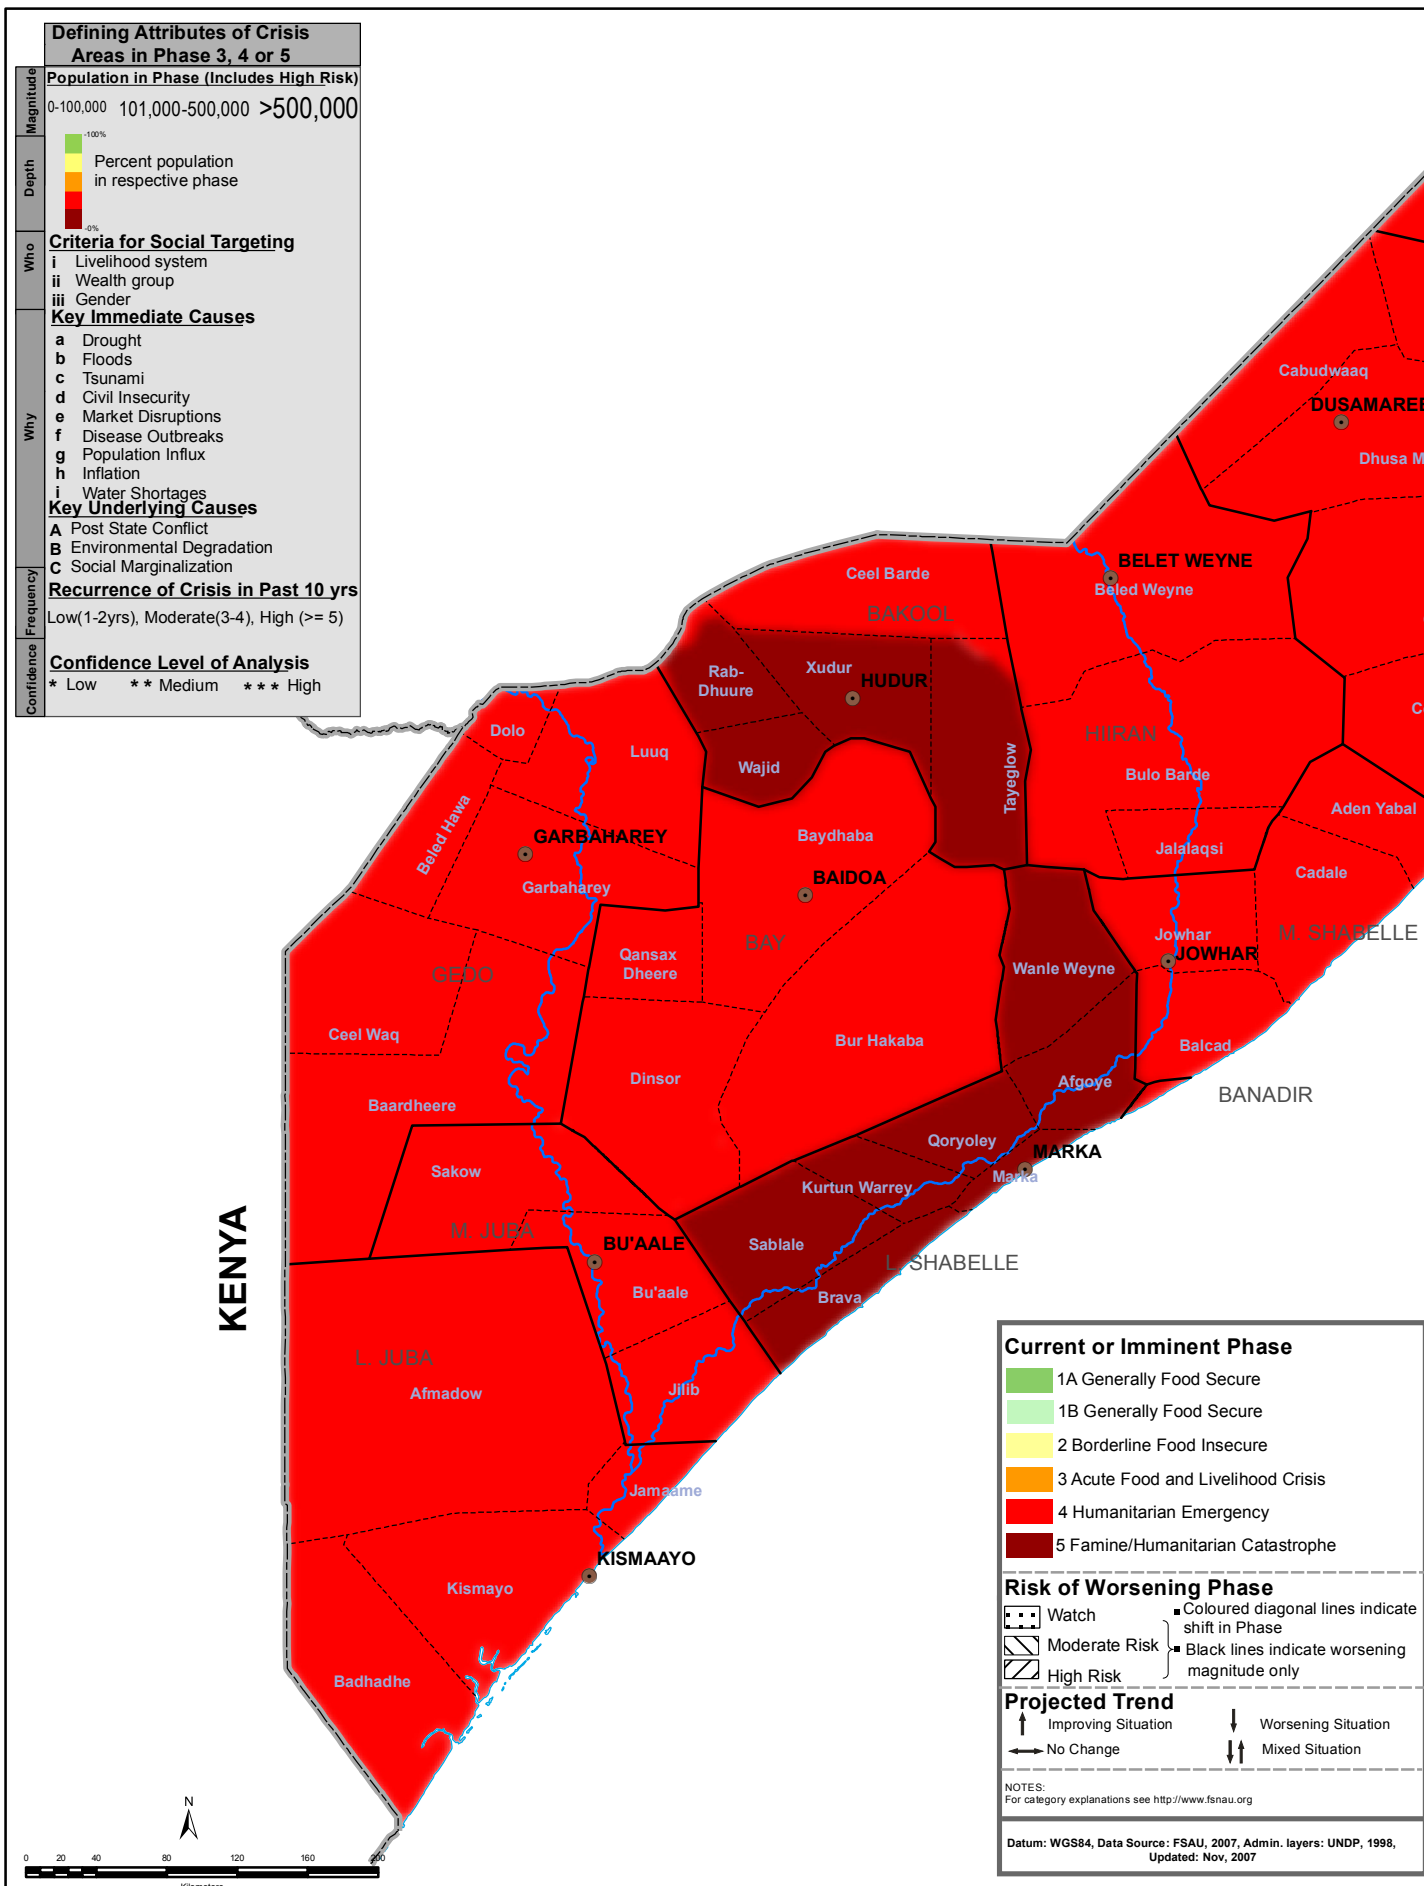 Defining Attributes of Crisis
Areas in Phase 3, 4 or 5
Magnitude
Population in Phase (Includes High Risk)
0-100,000 101,000-500,000 >500,000
Depth
-100%
Percent population
in respective phase
-0%
Who
Criteria for Social Targeting
i Livelihood system
ii Wealth group
iii Gender
Why
Key Immediate Causes
a Drought
b Floods
c Tsunami
d Civil Insecurity
e Market Disruptions
f Disease Outbreaks
g Population Influx
h Inflation
i Water Shortages
Key Underlying Causes
A Post State Conflict
B Environmental Degradation
C Social Marginalization
Frequency
Recurrence of Crisis in Past 10 yrs
Low(1-2yrs), Moderate(3-4), High (>= 5)
Confidence
Confidence Level of Analysis
* Low ** Medium *** High
Cabudwaaq
DUSAMAREE
Dhusa M
BELET WEYNE
Beled Weyne
Ceel Barde
BAKOOL
Rab-
Dhuure
Xudur
HUDUR
Wajid
Tayeglow
HIIRAN
Bulo Barde
Jalalaqsi
Aden Yabal
Cadale
M. SHABELLE
Jowhar
JOWHAR
Balcad
BANADIR
Dolo
Luuq
Beled Hawa
GARBAHAREY
Garbaharey
GEDO
Ceel Waq
Baardheere
Baydhaba
BAIDOA
BAY
Qansax
Dheere
Dinsor
Bur Hakaba
Wanle Weyne
Afgoye
Qoryoley
MARKA
Marka
Kurtun Warrey
Sablale
Brava
L. SHABELLE
Sakow
M. JUBA
BU'AALE
Bu'aale
Jilib
KENYA
L. JUBA
Afmadow
Jamaame
KISMAAYO
Kismayo
Badhadhe
Current or Imminent Phase
1A Generally Food Secure
1B Generally Food Secure
2 Borderline Food Insecure
3 Acute Food and Livelihood Crisis
4 Humanitarian Emergency
5 Famine/Humanitarian Catastrophe
Risk of Worsening Phase
Watch
Moderate Risk
High Risk
Coloured diagonal lines indicate
shift in Phase
Black lines indicate worsening
magnitude only
Projected Trend
Improving Situation
Worsening Situation
No Change
Mixed Situation
NOTES:
For category explanations see http://www.fsnau.org
Datum: WGS84, Data Source: FSAU, 2007, Admin. layers: UNDP, 1998,
Updated: Nov, 2007
N
0 20 40 80 120 160 200